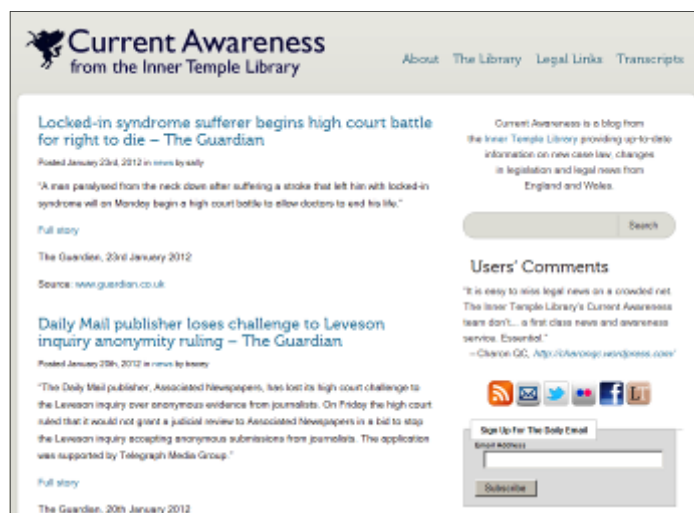 Current Awareness
from the Inner Temple Library
About The Library Legal Links Transcripts
Locked-in syndrome sufferer begins high court battle
for right to die – The Guardian
Posted January 23rd, 2012 in news by sally
"A man paralysed from the neck down after suffering a stroke that left him with locked-in
syndrome will on Monday begin a high court battle to allow doctors to end his life."
Full story
The Guardian, 23rd January 2012
Source: www.guardian.co.uk
Daily Mail publisher loses challenge to Leveson
inquiry anonymity ruling – The Guardian
Posted January 20th, 2012 in news by tracey
"The Daily Mail publisher, Associated Newspapers, has lost its high court challenge to
the Leveson inquiry over anonymous evidence from journalists. On Friday the high court
ruled that it would not grant a judicial review to Associated Newspapers in a bid to stop
the Leveson inquiry accepting anonymous submissions from journalists. The application
was supported by Telegraph Media Group."
Full story
The Guardian, 20th January 2012
Current Awareness is a blog from
the Inner Temple Library providing up-to-date
information on new case law, changes
in legislation and legal news from
England and Wales.
Search
Users' Comments
"It is easy to miss legal news on a crowded net.
The Inner Temple Library's Current Awareness
team don't... a first class news and awareness
service. Essential."
– Charon QC, http://charonqc.wordpress.com/
Sign Up For The Daily Email
Email Address
Subscribe